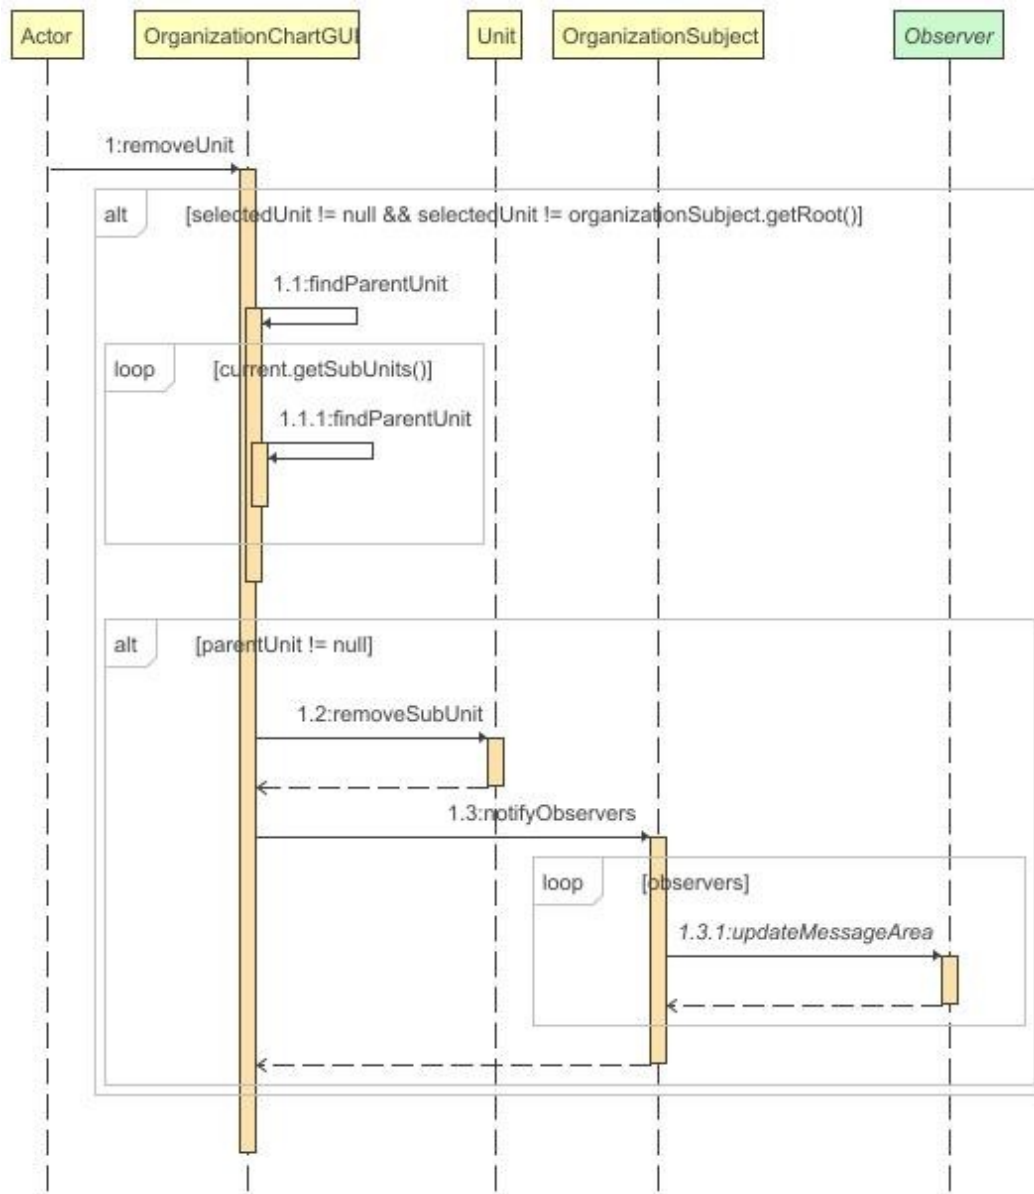 Actor
OrganizationChartGUI
Unit
OrganizationSubject
Observer
1:removeUnit
alt
[selectedUnit != null && selectedUnit != organizationSubject.getRoot()]
1.1:findParentUnit
loop
[current.getSubUnits()]
1.1.1:findParentUnit
alt
[parentUnit != null]
1.2:removeSubUnit
1.3:notifyObservers
loop
[observers]
1.3.1:updateMessageArea